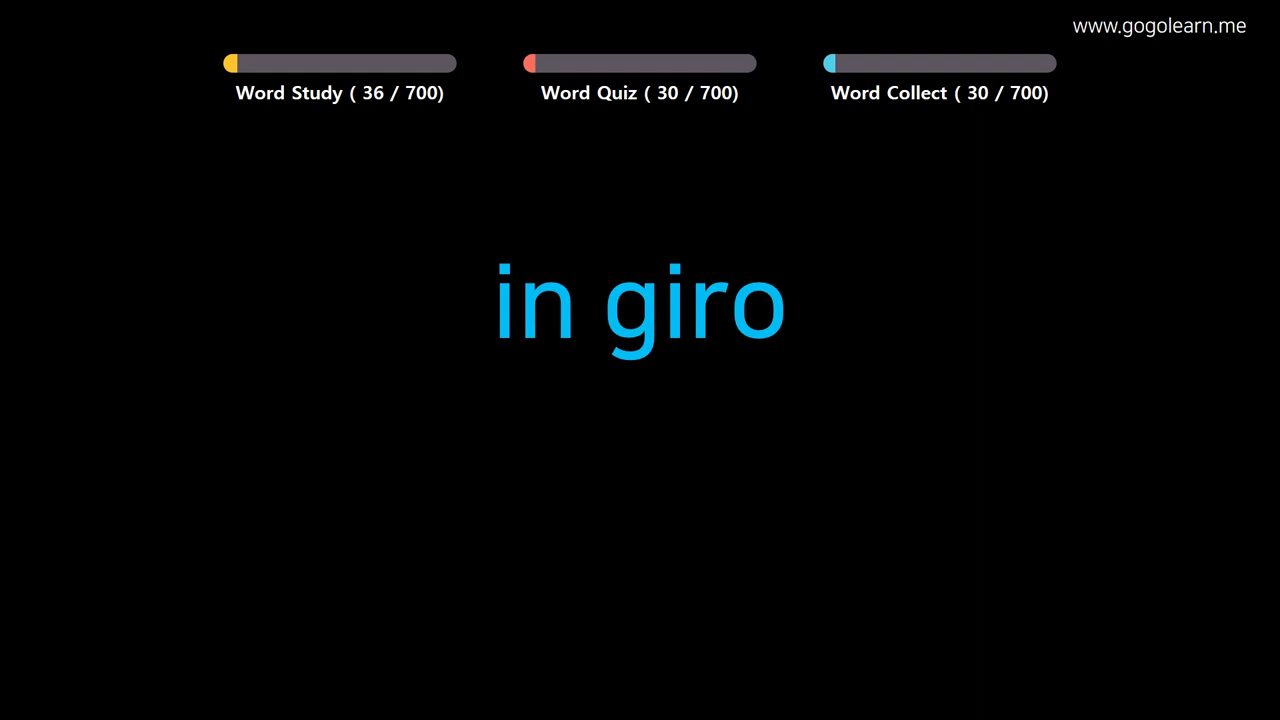 www.gogolearn.me
Word Study ( 36 / 700)
Word Quiz ( 30 / 700)
Word Collect ( 30 / 700)
in giro